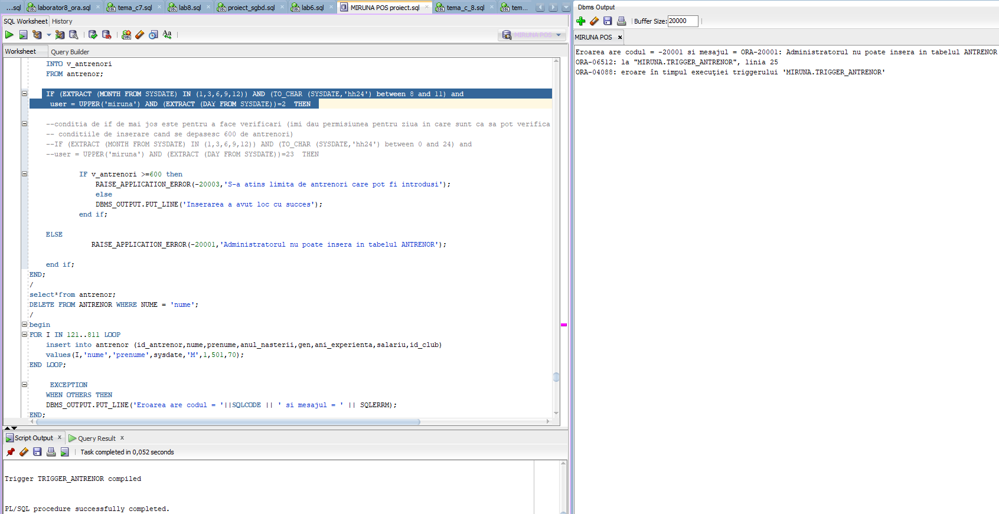 ...sql laborator8_ora.sql tema_c7.sql lab8.sql proiect_sgbd.sql lab6.sql MIRUNA POS proiect.sql tema_c_8.sql tem...
SQL Worksheet History
MIRUNA POS
Worksheet Query Builder
INTO v_antrenori
FROM antrenor;
IF (EXTRACT (MONTH FROM SYSDATE) IN (1,3,6,9,12)) AND (TO_CHAR (SYSDATE,'hh24') between 8 and 11) and
user = UPPER('miruna') AND (EXTRACT (DAY FROM SYSDATE))=2  THEN
--conditia de if de mai jos este pentru a face verificari (imi dau permisiunea pentru ziua in care sunt ca sa pot verifica
-- conditiile de inserare cand se depasesc 600 de antrenori)
--IF (EXTRACT (MONTH FROM SYSDATE) IN (1,3,6,9,12)) AND (TO_CHAR (SYSDATE,'hh24') between 0 and 24) and
--user = UPPER('miruna') AND (EXTRACT (DAY FROM SYSDATE))=23  THEN
IF v_antrenori >=600 then
RAISE_APPLICATION_ERROR(-20003,'S-a atins limita de antrenori care pot fi introdusi');
else
DBMS_OUTPUT.PUT_LINE('Inserarea a avut loc cu succes');
end if;
ELSE
RAISE_APPLICATION_ERROR(-20001,'Administratorul nu poate insera in tabelul ANTRENOR');
end if;
END;
/
select*from antrenor;
DELETE FROM ANTRENOR WHERE NUME = 'nume';
/
begin
FOR I IN 121..811 LOOP
insert into antrenor (id_antrenor,nume,prenume,anul_nasterii,gen,ani_experienta,salariu,id_club)
values(I,'nume','prenume',sysdate,'M',1,501,70);
END LOOP;
EXCEPTION
WHEN OTHERS THEN
DBMS_OUTPUT.PUT_LINE('Eroarea are codul = '||SQLCODE || ' si mesajul = ' || SQLERRM);
END;
Script Output x Query Result x
Task completed in 0,052 seconds
Trigger TRIGGER_ANTRENOR compiled
PL/SQL procedure successfully completed.
Dbms Output
Buffer Size: 20000
MIRUNA POS x
Eroarea are codul = -20001 si mesajul = ORA-20001: Administratorul nu poate insera in tabelul ANTRENOR
ORA-06512: la "MIRUNA.TRIGGER_ANTRENOR", linia 25
ORA-04088: eroare în timpul execuţiei triggerului 'MIRUNA.TRIGGER_ANTRENOR'